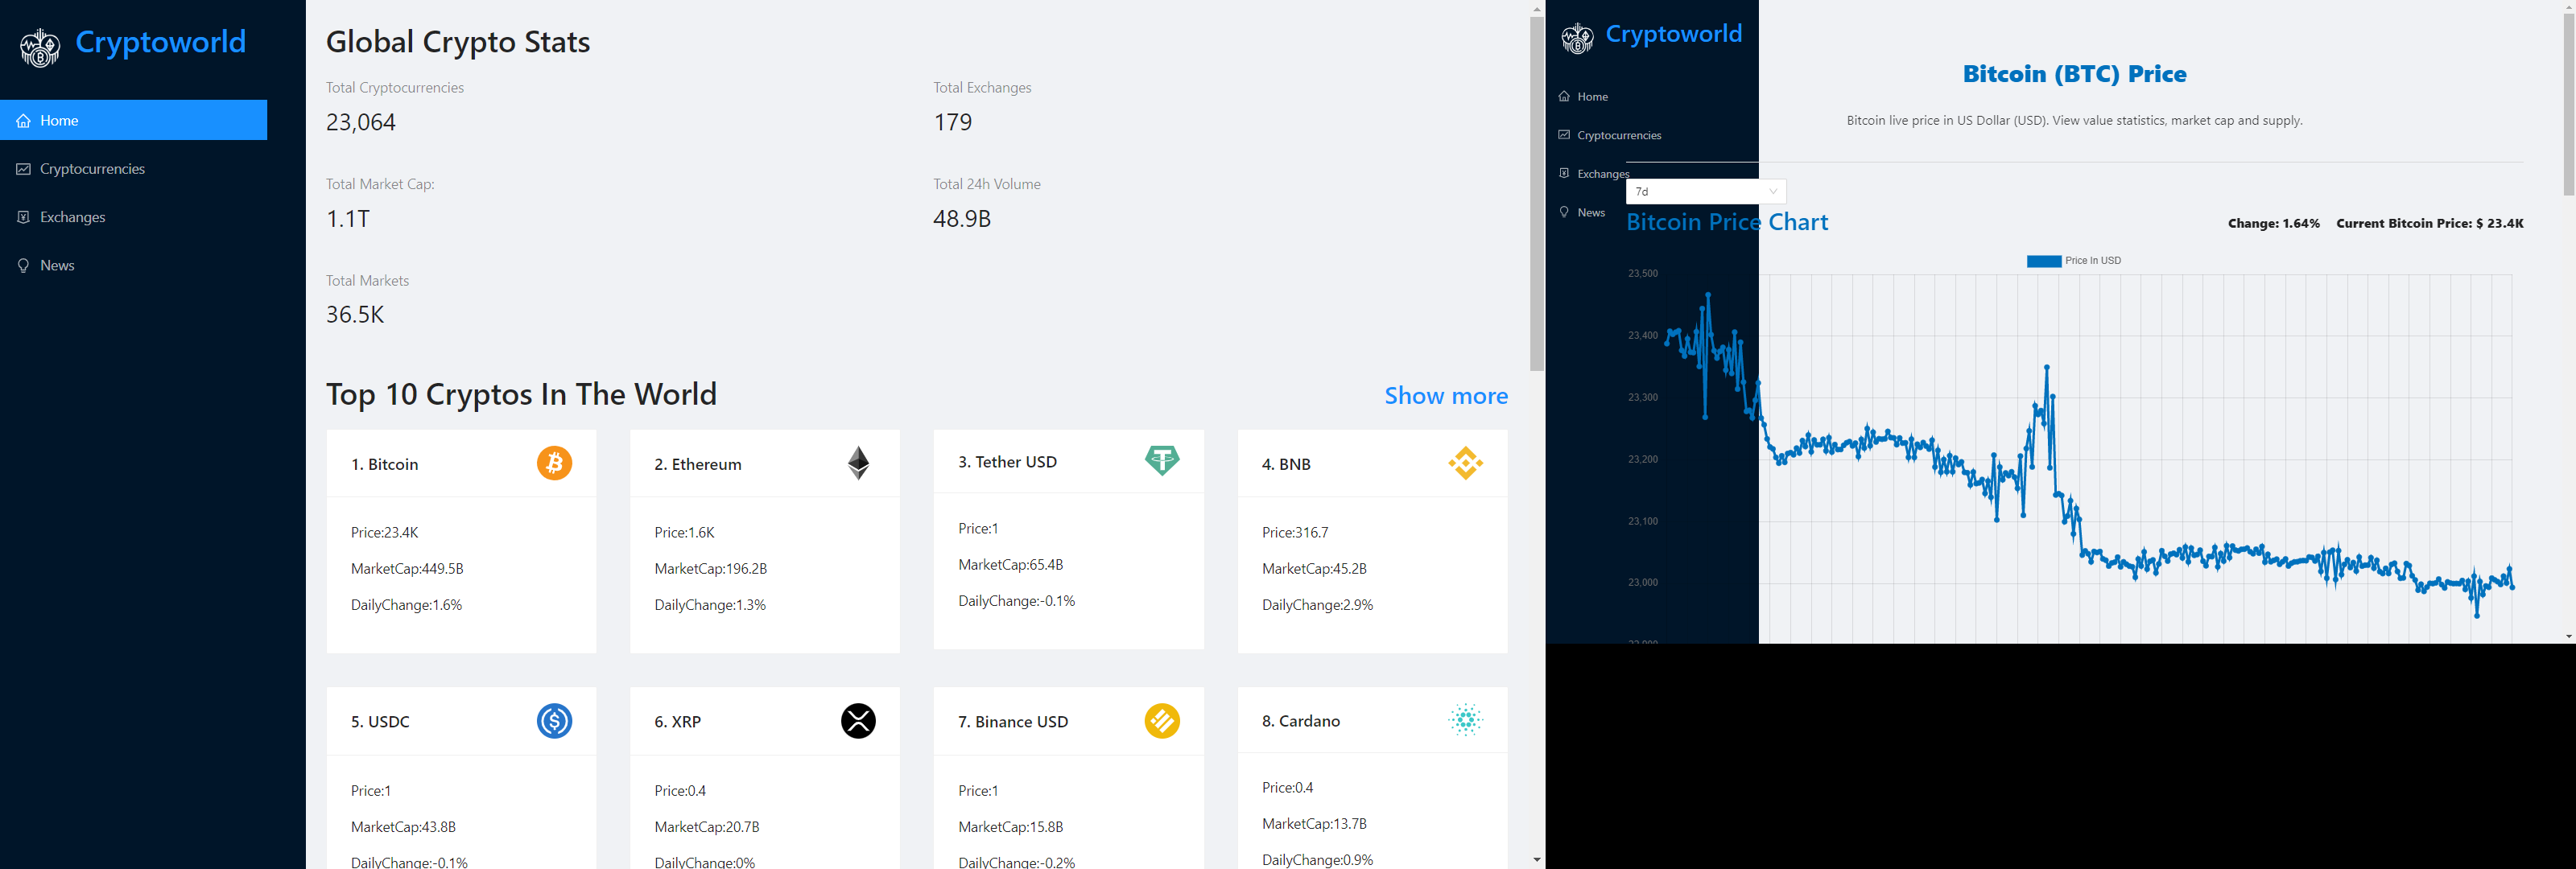 Cryptoworld
Home
Cryptocurrencies
Exchanges
News
Global Crypto Stats
Total Cryptocurrencies
23,064
Total Exchanges
179
Total Market Cap:
1.1T
Total 24h Volume
48.9B
Total Markets
36.5K
Top 10 Cryptos In The World
Show more
1. Bitcoin
Price:23.4K
MarketCap:449.5B
DailyChange:1.6%
2. Ethereum
Price:1.6K
MarketCap:196.2B
DailyChange:1.3%
3. Tether USD
Price:1
MarketCap:65.4B
DailyChange:-0.1%
4. BNB
Price:316.7
MarketCap:45.2B
DailyChange:2.9%
5. USDC
Price:1
MarketCap:43.8B
DailyChange:-0.1%
6. XRP
Price:0.4
MarketCap:20.7B
DailyChange:0%
7. Binance USD
Price:1
MarketCap:15.8B
DailyChange:-0.2%
8. Cardano
Price:0.4
MarketCap:13.7B
DailyChange:0.9%
Cryptoworld
Home
Cryptocurrencies
Exchanges
News
Bitcoin (BTC) Price
Bitcoin live price in US Dollar (USD). View value statistics, market cap and supply.
7d
Bitcoin Price Chart
Change: 1.64%
Current Bitcoin Price: $ 23.4K
Price In USD
23,500
23,400
23,300
23,200
23,100
23,000